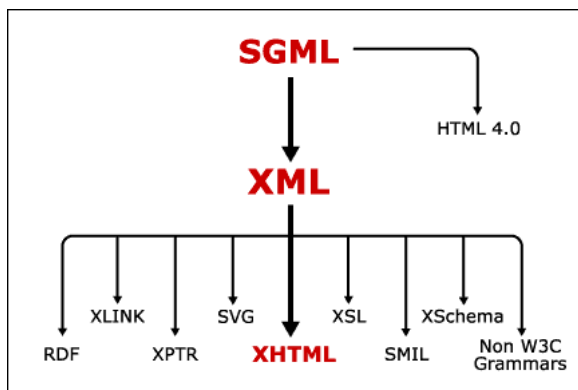 SGML
HTML 4.0
XML
XLINK
SVG
XSL
XSchema
RDF
XPTR
XHTML
SMIL
Non W3C
Grammars